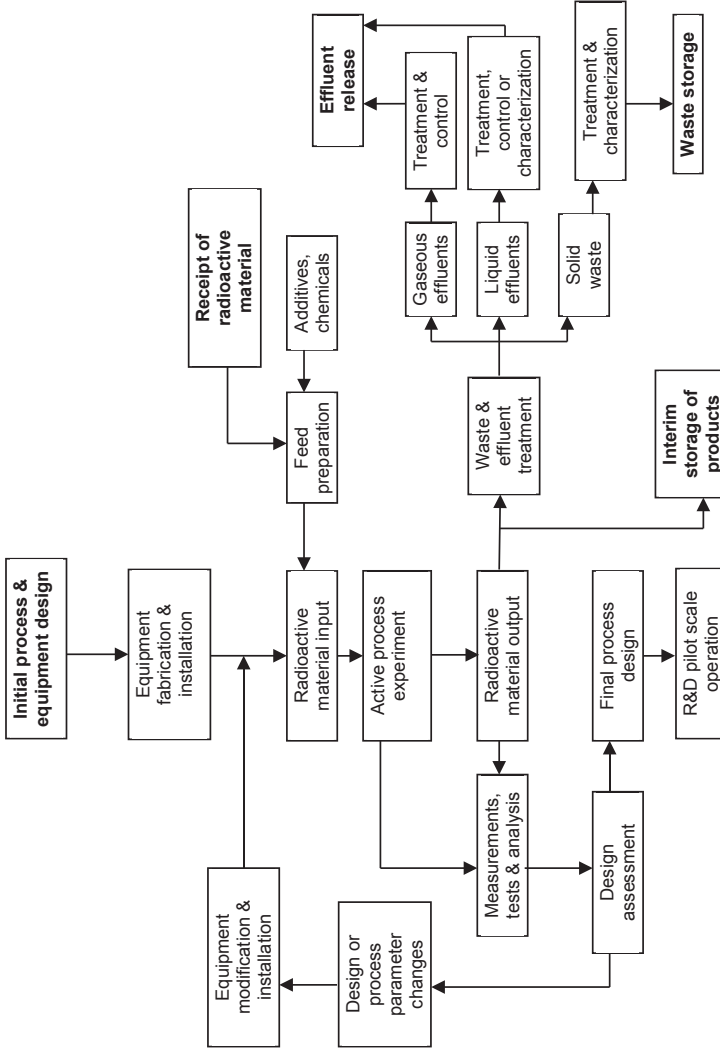 Initial process &
equipment design
Equipment
fabrication &
installation
Receipt of
radioactive
material
Equipment
modification &
installation
Radioactive
material input
Feed
preparation
Additives,
chemicals
Effluent
release
Design or
process
parameter
changes
Active process
experiment
Gaseous
effluents
Treatment &
control
Measurements,
tests & analysis
Radioactive
material output
Waste &
effluent
treatment
Liquid
effluents
Treatment,
control or
characterization
Solid
waste
Treatment &
characterization
Design
assessment
Final process
design
Interim
storage of
products
Waste storage
R&D pilot scale
operation